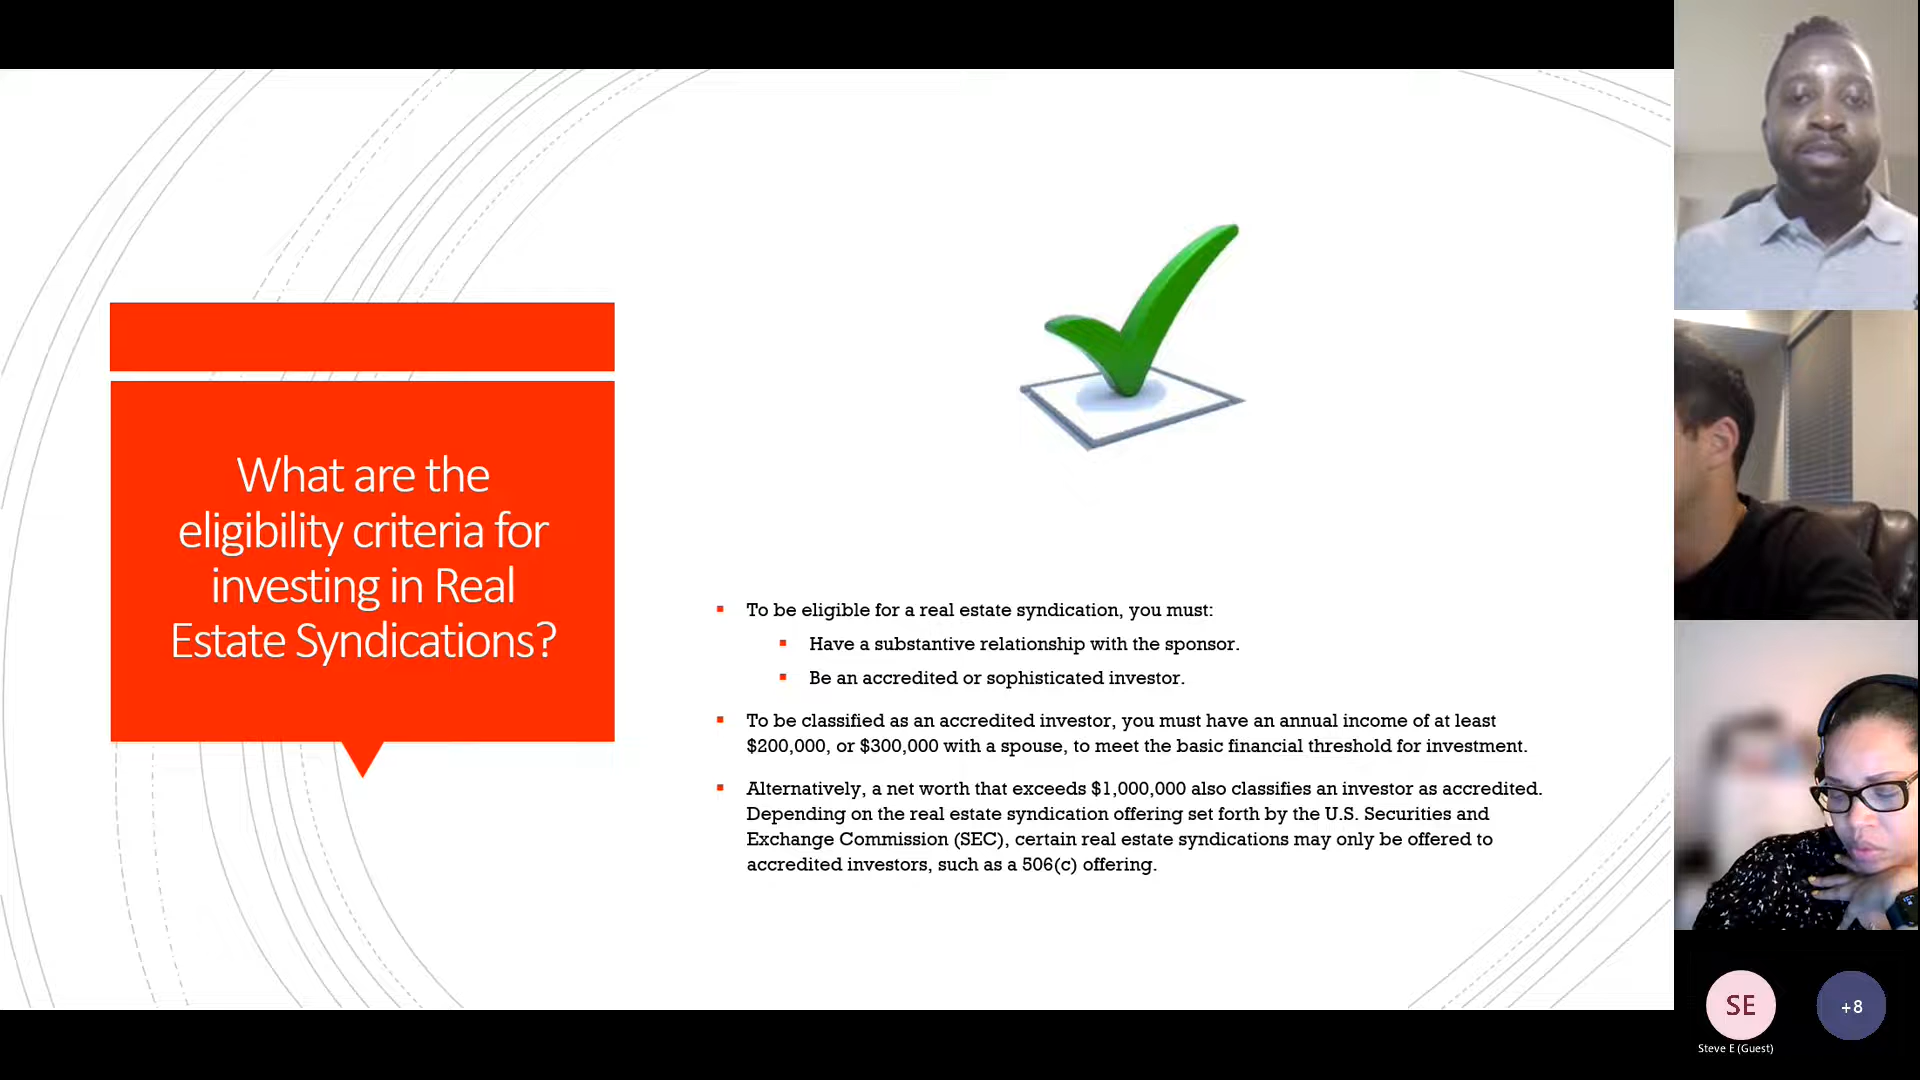 What are the
eligibility criteria for
investing in Real
Estate Syndications?
To be eligible for a real estate syndication, you must:
Have a substantive relationship with the sponsor.
Be an accredited or sophisticated investor.
To be classified as an accredited investor, you must have an annual income of at least
$200,000, or $300,000 with a spouse, to meet the basic financial threshold for investment.
Alternatively, a net worth that exceeds $1,000,000 also classifies an investor as accredited.
Depending on the real estate syndication offering set forth by the U.S. Securities and
Exchange Commission (SEC), certain real estate syndications may only be offered to
accredited investors, such as a 506(c) offering.
SE
+8
Steve E (Guest)